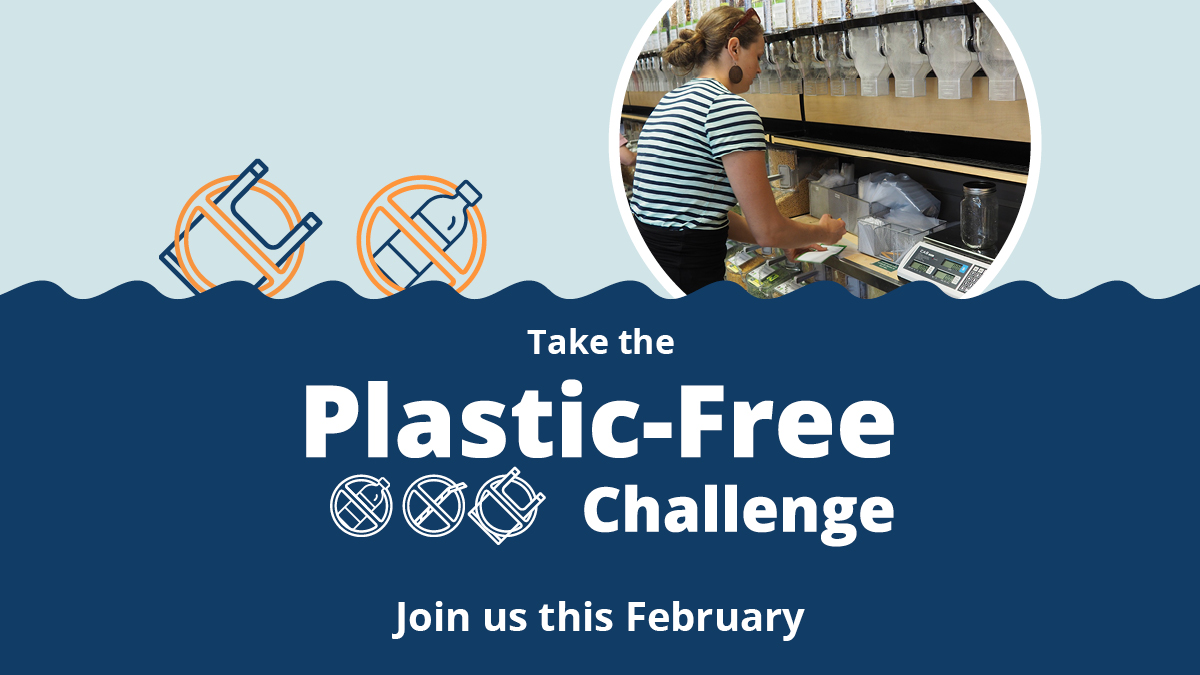 Take the
Plastic-Free
Challenge
Join us this February